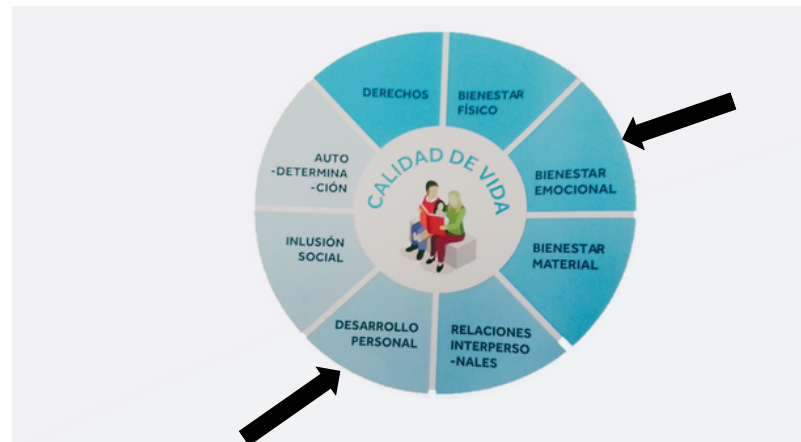 CALIDAD DE VIDA
DERECHOS
BIENESTAR
FÍSICO
BIENESTAR
EMOCIONAL
BIENESTAR
MATERIAL
RELACIONES
INTERPERSO
-NALES
DESARROLLO
PERSONAL
INLUSIÓN
SOCIAL
AUTO
-DETERMINA
-CIÓN